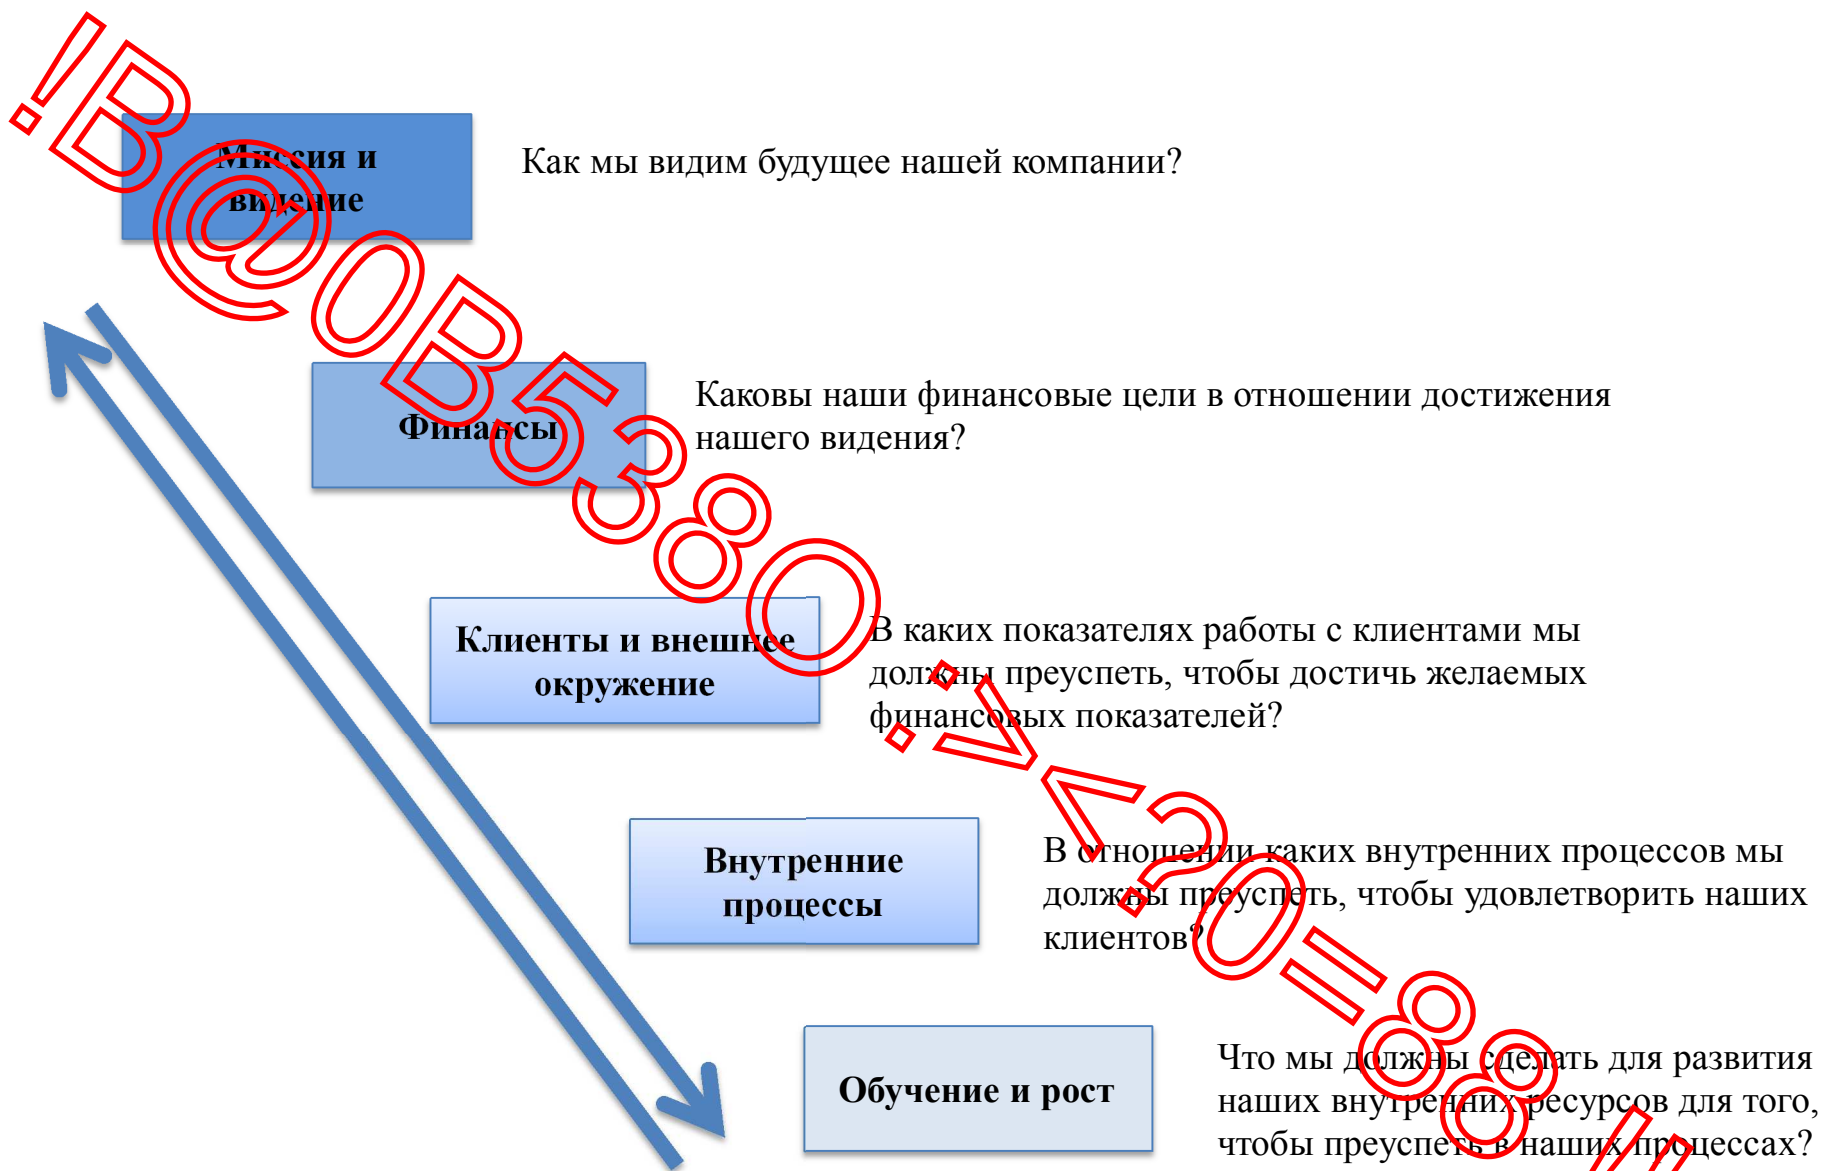 Миссия и
видение
Как мы видим будущее нашей компании?
Финансы
Каковы наши финансовые цели в отношении достижения
нашего видения?
Клиенты и внешнее
окружение
В каких показателях работы с клиентами мы
должны преуспеть, чтобы достичь желаемых
финансовых показателей?
Внутренние
процессы
В отношении каких внутренних процессов мы
должны преуспеть, чтобы удовлетворить наших
клиентов?
Обучение и рост
Что мы должны сделать для развития
наших внутренних ресурсов для того,
чтобы преуспеть в наших процессах?
!B@0B538O :><?0=88